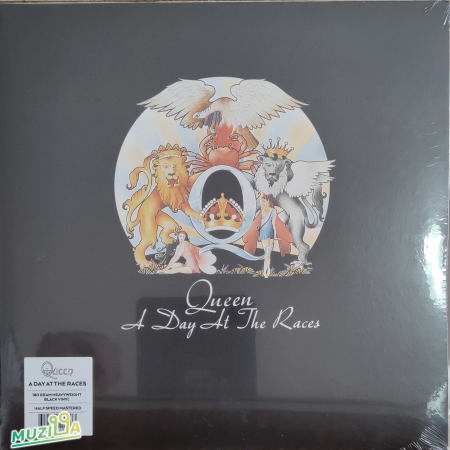 Queen
A Day At The Races
Queen
A DAY AT THE RACES
180 GRAM HEAVYWEIGHT
BLACK VINYL
HALF SPEED MASTERED
MUZILLA